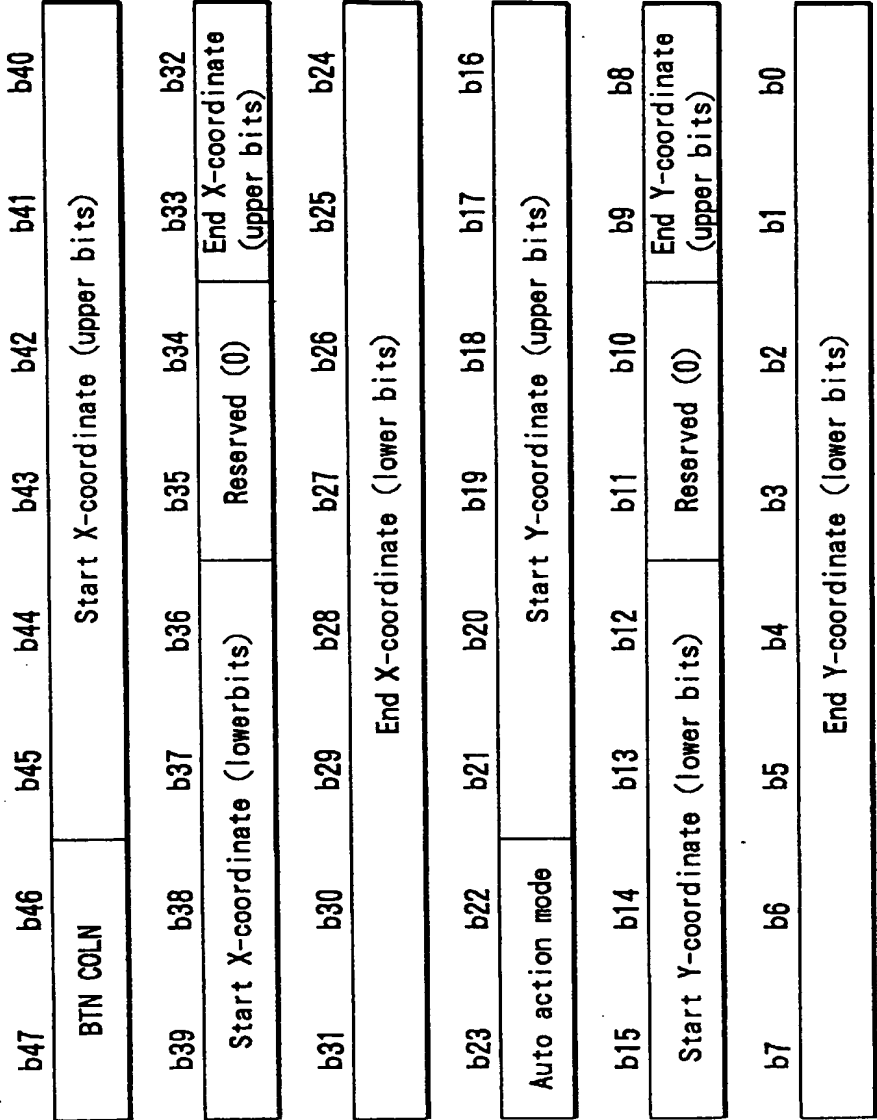 b47 b46 b45 b44 b43 b42 b41 b40
BTN COLN Start X-coordinate (upper bits)
b39 b38 b37 b36 b35 b34 b33 b32
Start X-coordinate (lowerbits) Reserved (0) End X-coordinate
(upper bits)
b31 b30 b29 b28 b27 b26 b25 b24
End X-coordinate (lower bits)
b23 b22 b21 b20 b19 b18 b17 b16
Auto action mode Start Y-coordinate (upper bits)
b15 b14 b13 b12 b11 b10 b9 b8
Start Y-coordinate (lower bits) Reserved (0) End Y-coordinate
(upper bits)
b7 b6 b5 b4 b3 b2 b1 b0
End Y-coordinate (lower bits)